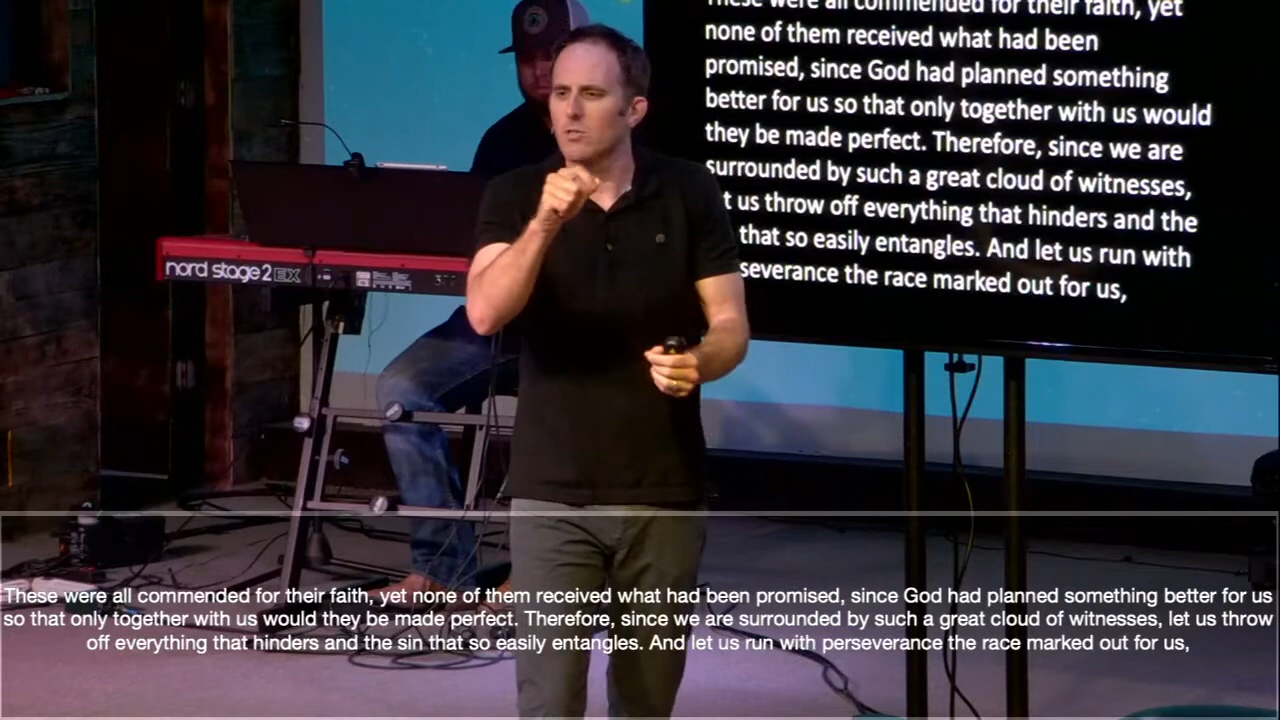 These were all commended for their faith, yet
none of them received what had been
promised, since God had planned something
better for us so that only together with us would
they be made perfect. Therefore, since we are
surrounded by such a great cloud of witnesses,
t us throw off everything that hinders and the
that so easily entangles. And let us run with
severance the race marked out for us,
nord stage 2 EX
These were all commended for their faith, yet none of them received what had been promised, since God had planned something better for us
so that only together with us would they be made perfect. Therefore, since we are surrounded by such a great cloud of witnesses, let us throw
off everything that hinders and the sin that so easily entangles. And let us run with perseverance the race marked out for us,